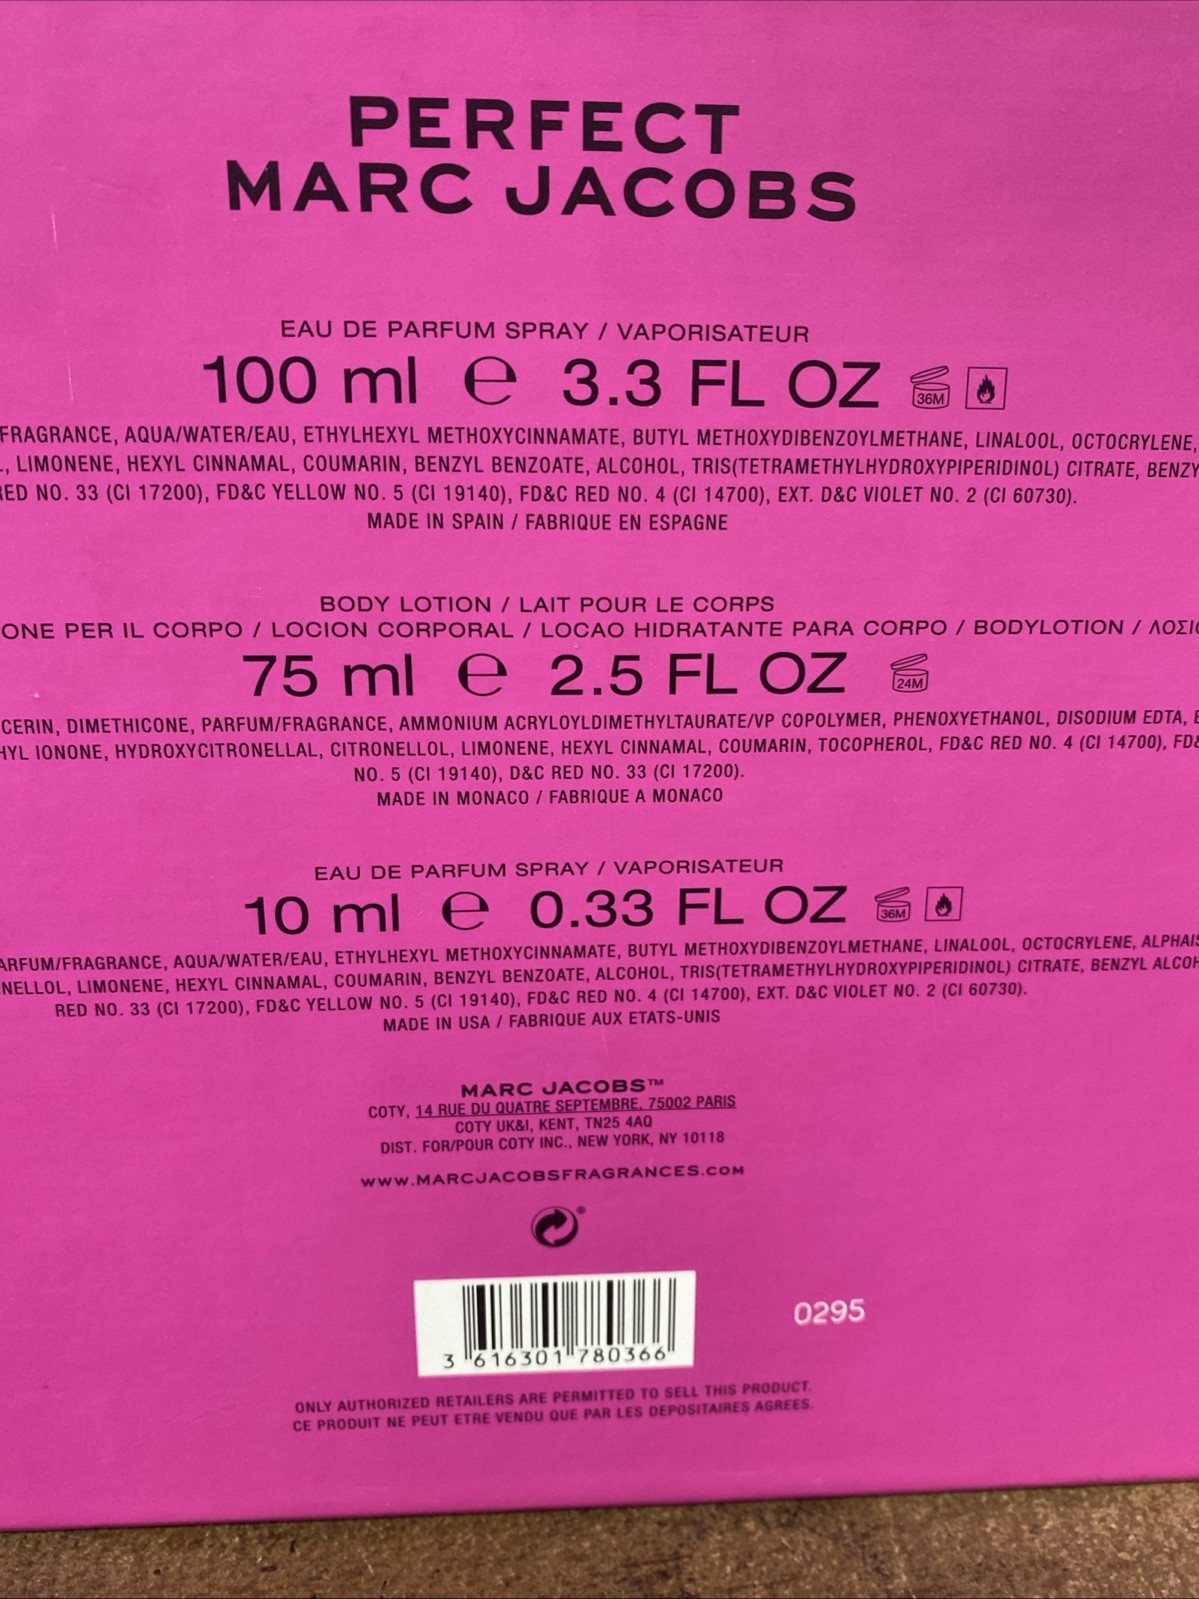 PERFECT
MARC JACOBS
EAU DE PARFUM SPRAY / VAPORISATEUR
100 ml e 3.3 FL OZ 36M
FRAGRANCE, AQUA/WATER/EAU, ETHYLHEXYL METHOXYCINNAMATE, BUTYL METHOXYDIBENZOYLMETHANE, LINALOOL, OCTOCRYLENE,
LIMONENE, HEXYL CINNAMAL, COUMARIN, BENZYL BENZOATE, ALCOHOL, TRIS(TETRAMETHYLHYDROXYPIPERIDINOL) CITRATE, BENZY
RED NO. 33 (CI 17200), FD&C YELLOW NO. 5 (CI 19140), FD&C RED NO. 4 (CI 14700), EXT. D&C VIOLET NO. 2 (CI 60730).
MADE IN SPAIN / FABRIQUE EN ESPAGNE
BODY LOTION / LAIT POUR LE CORPS
ONE PER IL CORPO / LOCION CORPORAL / LOCAO HIDRATANTE PARA CORPO / BODYLOTION / ΛΟΣΙ
75 ml e 2.5 FL OZ 24M
CERIN, DIMETHICONE, PARFUM/FRAGRANCE, AMMONIUM ACRYLOYLDIMETHYLTAURATE/VP COPOLYMER, PHENOXYETHANOL, DISODIUM EDTA,
HYL IONONE, HYDROXYCITRONELLAL, CITRONELLOL, LIMONENE, HEXYL CINNAMAL, COUMARIN, TOCOPHEROL, FD&C RED NO. 4 (CI 14700), FD&
NO. 5 (CI 19140), D&C RED NO. 33 (CI 17200).
MADE IN MONACO / FABRIQUE A MONACO
EAU DE PARFUM SPRAY / VAPORISATEUR
10 ml e 0.33 FL OZ 36M
ARFUM/FRAGRANCE, AQUA/WATER/EAU, ETHYLHEXYL METHOXYCINNAMATE, BUTYL METHOXYDIBENZOYLMETHANE, LINALOOL, OCTOCRYLENE, ALPHAIS
NELLOL, LIMONENE, HEXYL CINNAMAL, COUMARIN, BENZYL BENZOATE, ALCOHOL, TRIS(TETRAMETHYLHYDROXYPIPERIDINOL) CITRATE, BENZYL ALCOH
RED NO. 33 (CI 17200), FD&C YELLOW NO. 5 (CI 19140), FD&C RED NO. 4 (CI 14700), EXT. D&C VIOLET NO. 2 (CI 60730).
MADE IN USA / FABRIQUE AUX ETATS-UNIS
MARC JACOBS™
COTY, 14 RUE DU QUATRE SEPTEMBRE, 75002 PARIS
COTY UK&I, KENT, TN25 4AQ
DIST. FOR/POUR COTY INC., NEW YORK, NY 10118
WWW.MARCJACOBSFRAGRANCES.COM
®
3 616301 780366
0295
ONLY AUTHORIZED RETAILERS ARE PERMITTED TO SELL THIS PRODUCT.
CE PRODUIT NE PEUT ETRE VENDU QUE PAR LES DEPOSITAIRES AGREES.